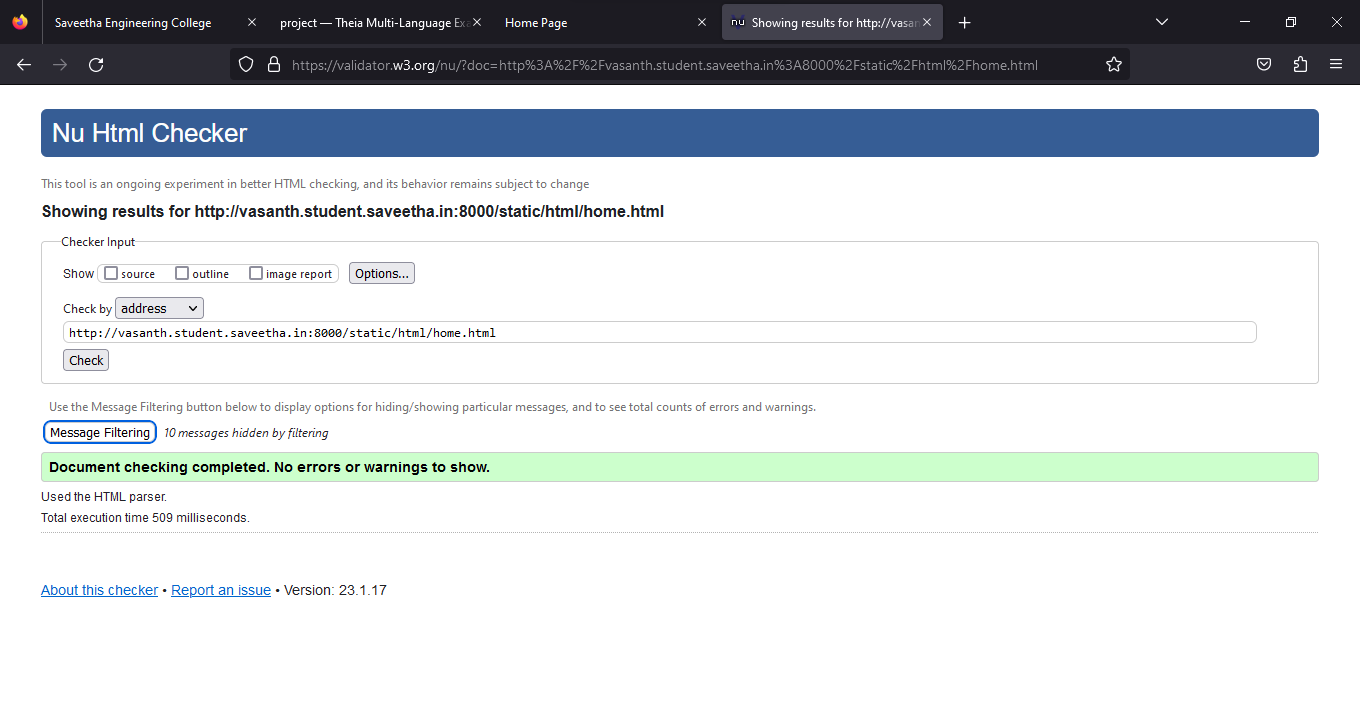 Saveetha Engineering College
project — Theia Multi-Language Exa
Home Page
nu Showing results for http://vasan
https://validator.w3.org/nu/?doc=http%3A%2F%2Fvasanth.student.saveetha.in%3A8000%2Fstatic%2Fhtml%2Fhome.html
Nu Html Checker
This tool is an ongoing experiment in better HTML checking, and its behavior remains subject to change
Showing results for http://vasanth.student.saveetha.in:8000/static/html/home.html
Checker Input
Show source outline image report Options...
Check by address
http://vasanth.student.saveetha.in:8000/static/html/home.html
Check
Use the Message Filtering button below to display options for hiding/showing particular messages, and to see total counts of errors and warnings.
Message Filtering 10 messages hidden by filtering
Document checking completed. No errors or warnings to show.
Used the HTML parser.
Total execution time 509 milliseconds.
About this checker • Report an issue • Version: 23.1.17